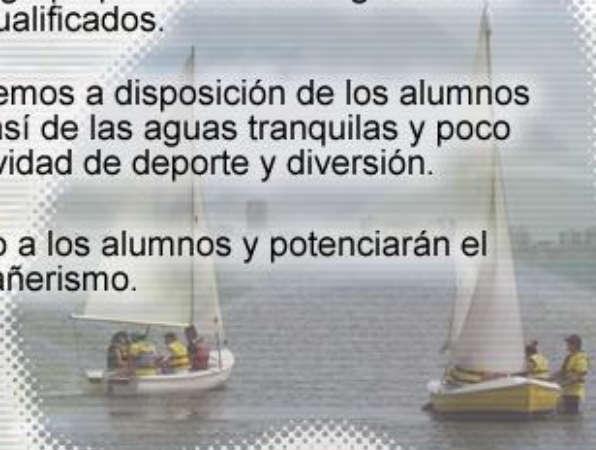 ualificados.
emos a disposición de los alumnos
así de las aguas tranquilas y poco
vidad de deporte y diversión.
o a los alumnos y potenciarán el
añerismo.